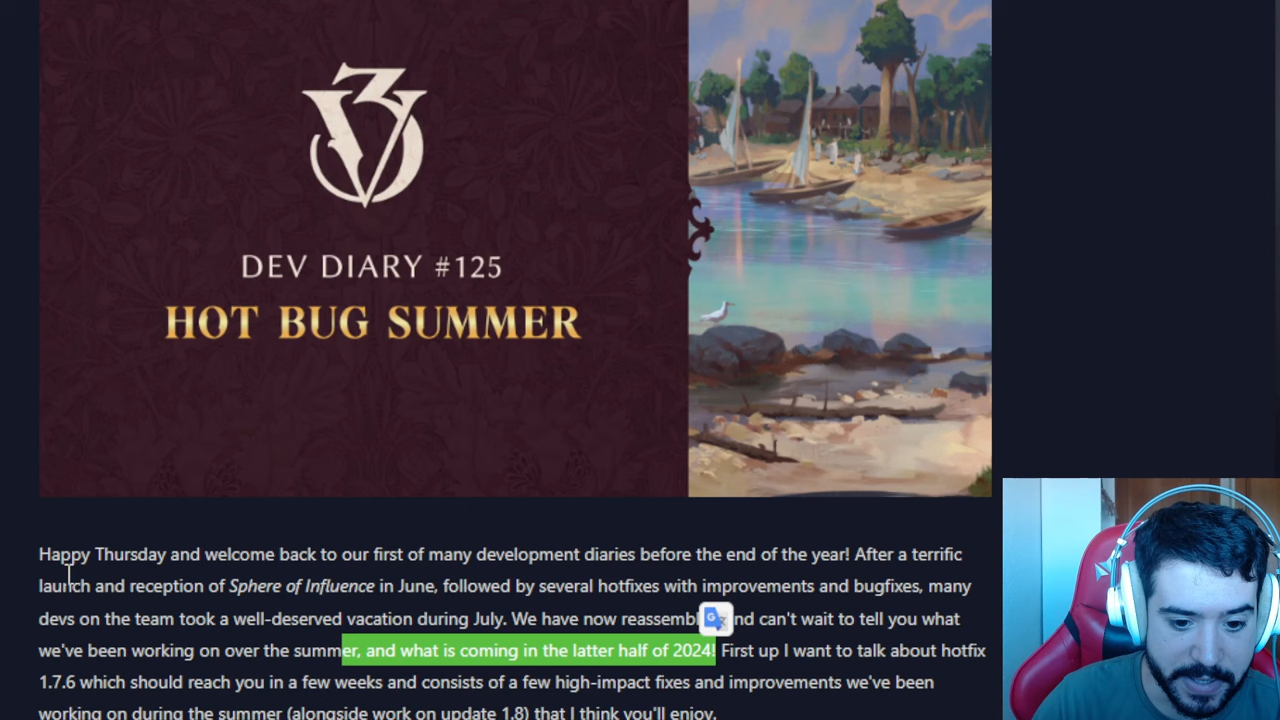 V3
DEV DIARY #125
HOT BUG SUMMER
Happy Thursday and welcome back to our first of many development diaries before the end of the year! After a terrific
launch and reception of Sphere of Influence in June, followed by several hotfixes with improvements and bugfixes, many
devs on the team took a well-deserved vacation during July. We have now reassembl nd can't wait to tell you what
we've been working on over the summer, and what is coming in the latter half of 2024! First up I want to talk about hotfix
1.7.6 which should reach you in a few weeks and consists of a few high-impact fixes and improvements we've been
working on during the summer (alongside work on update 1.8) that I think you'll enjoy.